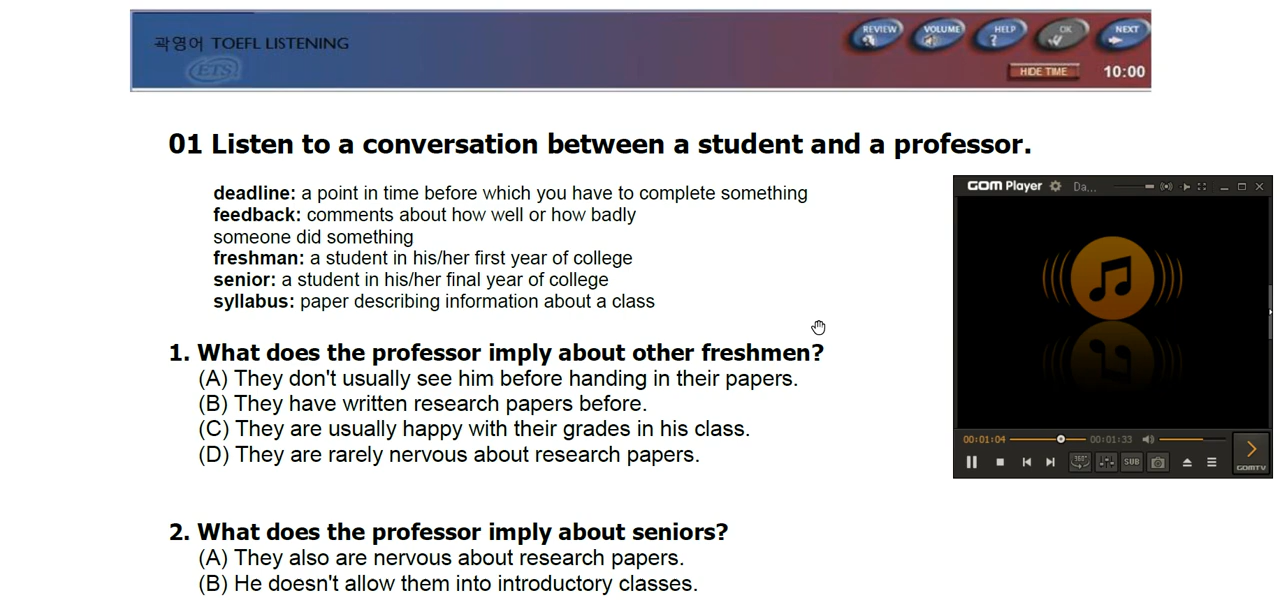 곽영어 TOEFL LISTENING
ETS
REVIEW
VOLUME
HELP
?
OK
NEXT
HIDE TIME
10:00
01 Listen to a conversation between a student and a professor.
deadline: a point in time before which you have to complete something
feedback: comments about how well or how badly
someone did something
freshman: a student in his/her first year of college
senior: a student in his/her final year of college
syllabus: paper describing information about a class
GOM Player Da...
00:01:04
00:01:33
360°
SUB
GOMTV
1. What does the professor imply about other freshmen?
(A) They don't usually see him before handing in their papers.
(B) They have written research papers before.
(C) They are usually happy with their grades in his class.
(D) They are rarely nervous about research papers.
2. What does the professor imply about seniors?
(A) They also are nervous about research papers.
(B) He doesn't allow them into introductory classes.